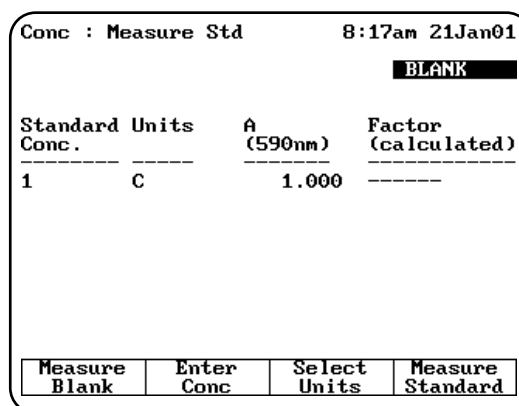 Conc : Measure Std 8:17am 21Jan01
BLANK
Standard Units A Factor
Conc. (590nm) (calculated)
--------- ----- -------- ------------
1 C 1.000 ------
Measure Enter Select Measure
Blank Conc Units Standard